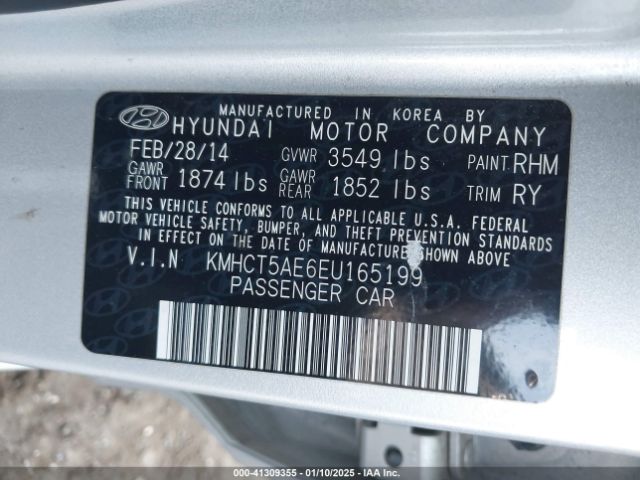 MANUFACTURED IN KOREA BY
HYUNDAI MOTOR COMPANY
FEB/28/14 GVWR 3549 lbs PAINT RHM
GAWR FRONT 1874 lbs GAWR REAR 1852 lbs TRIM RY
THIS VEHICLE CONFORMS TO ALL APPLICABLE U.S.A. FEDERAL
MOTOR VEHICLE SAFETY, BUMPER, AND THEFT PREVENTION STANDARDS
IN EFFECT ON THE DATE OF MANUFACTURE SHOWN ABOVE
V.I.N KMHCT5AE6EU165199
PASSENGER CAR
000-41309355 - 01/10/2025 - IAA Inc.